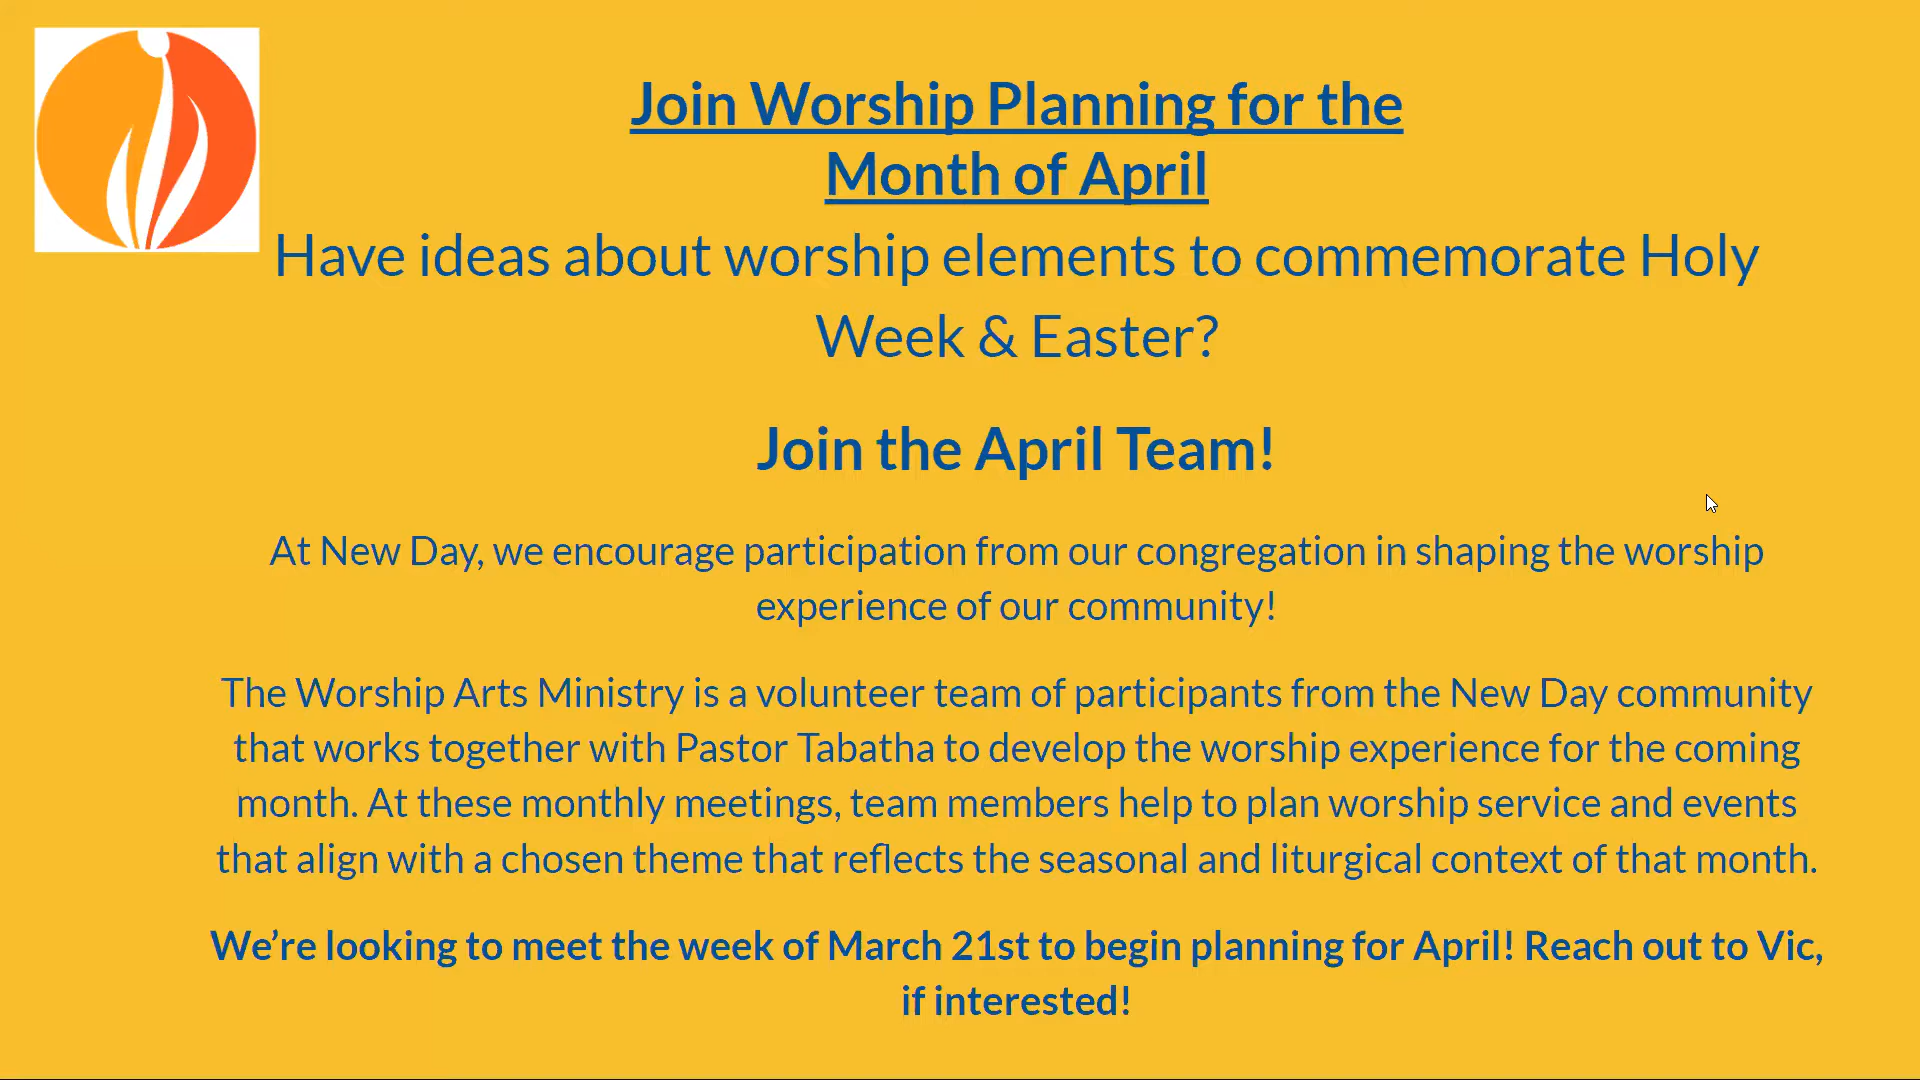 Join Worship Planning for the
Month of April
Have ideas about worship elements to commemorate Holy
Week & Easter?
Join the April Team!
At New Day, we encourage participation from our congregation in shaping the worship
experience of our community!
The Worship Arts Ministry is a volunteer team of participants from the New Day community
that works together with Pastor Tabatha to develop the worship experience for the coming
month. At these monthly meetings, team members help to plan worship service and events
that align with a chosen theme that reflects the seasonal and liturgical context of that month.
We’re looking to meet the week of March 21st to begin planning for April! Reach out to Vic,
if interested!